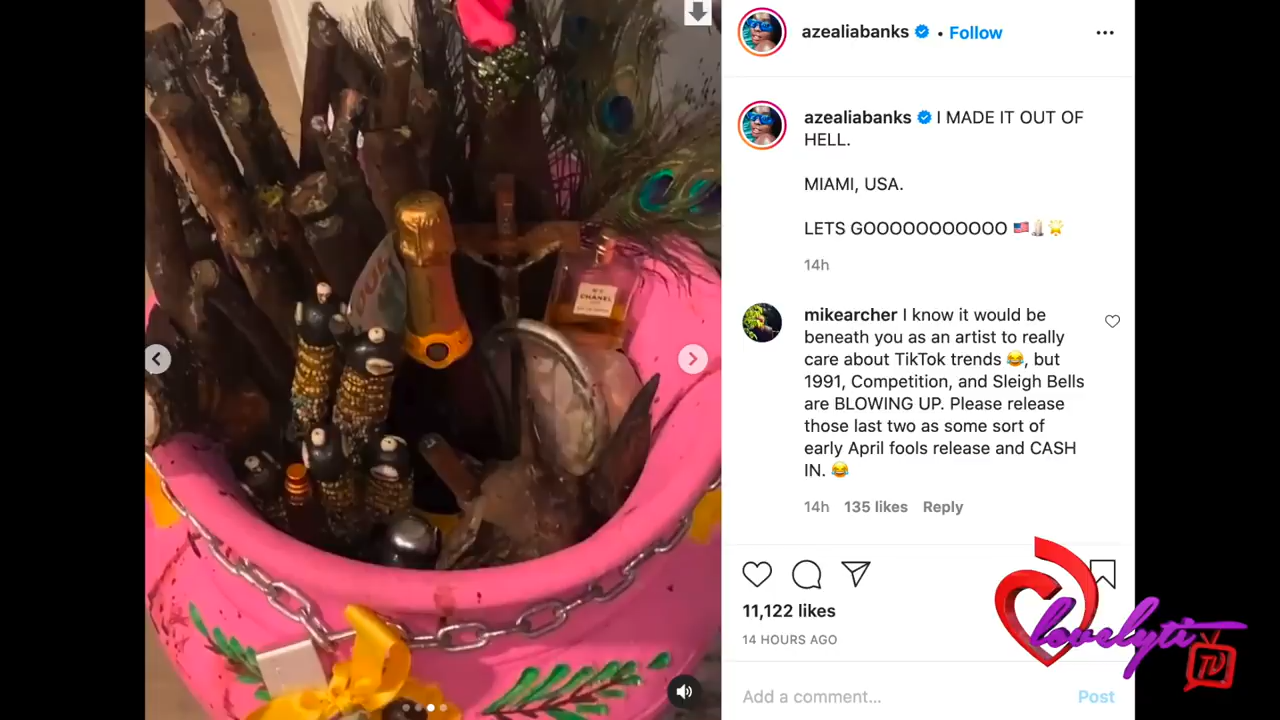 azealiabanks • Follow
azealiabanks I MADE IT OUT OF
HELL.
MIAMI, USA.
LETS GOOOOOOOOOOO 🇺🇸🕯️🌟
14h
mikearcher I know it would be
beneath you as an artist to really
care about TikTok trends 😂, but
1991, Competition, and Sleigh Bells
are BLOWING UP. Please release
those last two as some sort of
early April fools release and CASH
IN. 😂
14h 135 likes Reply
11,122 likes
14 HOURS AGO
Add a comment... Post
N°5
CHANEL
lovelyti
TV